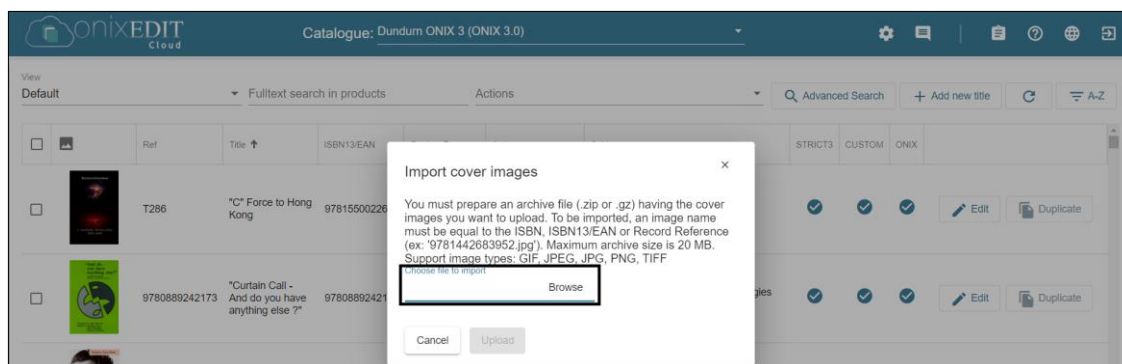 onixEDIT
Cloud
Catalogue: Dundurn ONIX 3 (ONIX 3.0)
View
Default
Fulltext search in products
Actions
Advanced Search
Add new title
A-Z
Ref
Title
ISBN13/EAN
STRICT3
CUSTOM
ONIX
Import cover images
You must prepare an archive file (.zip or .gz) having the cover
images you want to upload. To be imported, an image name
must be equal to the ISBN, ISBN13/EAN or Record Reference
(ex: '9781442683952.jpg'). Maximum archive size is 20 MB.
Support image types: GIF, JPEG, JPG, PNG, TIFF
Choose file to import
Browse
Cancel
Upload
T286
"C" Force to Hong
Kong
97815500226
Edit
Duplicate
9780889242173
"Curtain Call -
And do you have
anything else ?"
97808892421
gies
Edit
Duplicate